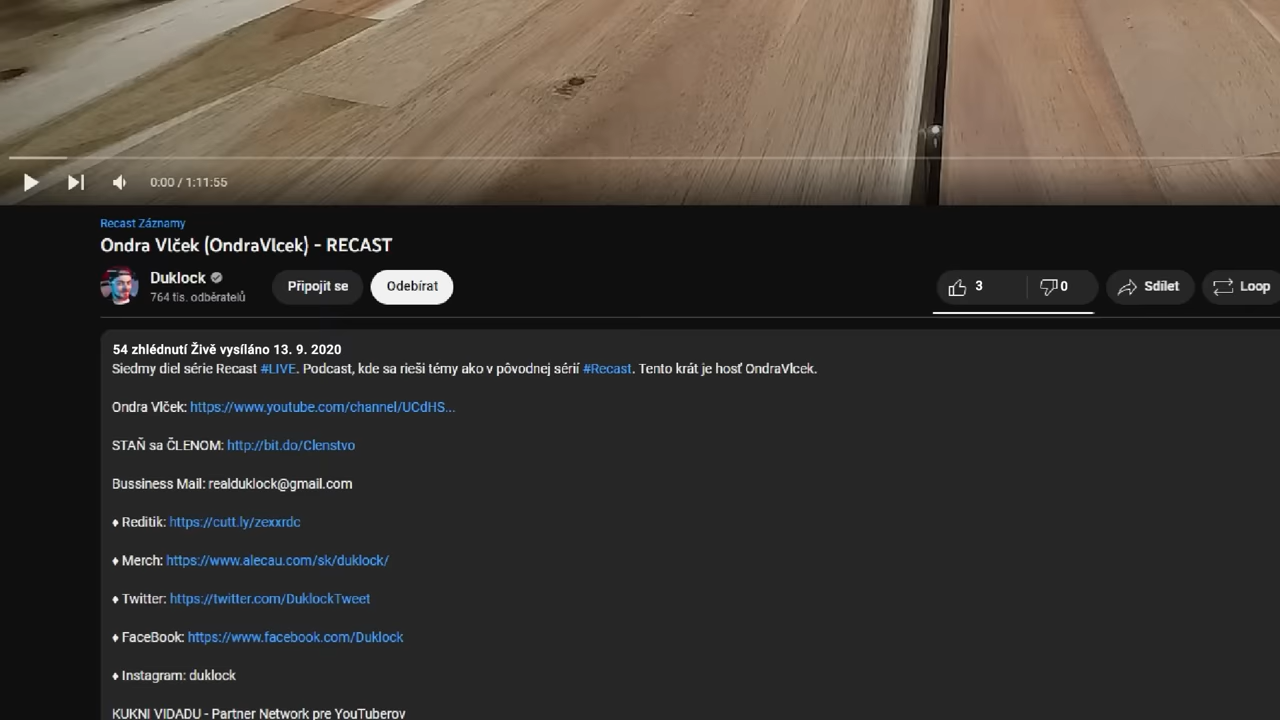 0:00 / 1:11:55
Recast Záznamy
Ondra Vlček (OndraVlcek) - RECAST
Duklock
764 tis. odběratelů
Připojit se
Odebírat
3
0
Sdílet
Loop
54 zhlédnutí Živě vysíláno 13. 9. 2020
Siedmy diel série Recast #LIVE. Podcast, kde sa rieši témy ako v pôvodnej sérií #Recast. Tento krát je hosť OndraVlcek.
Ondra Vlček: https://www.youtube.com/channel/UCdHS...
STAŇ sa ČLENOM: http://bit.do/Clenstvo
Bussiness Mail: realduklock@gmail.com
♦ Reditik: https://cutt.ly/zexxrdc
♦ Merch: https://www.alecau.com/sk/duklock/
♦ Twitter: https://twitter.com/DuklockTweet
♦ FaceBook: https://www.facebook.com/Duklock
♦ Instagram: duklock
KUKNI VIDADU - Partner Network pre YouTuberov